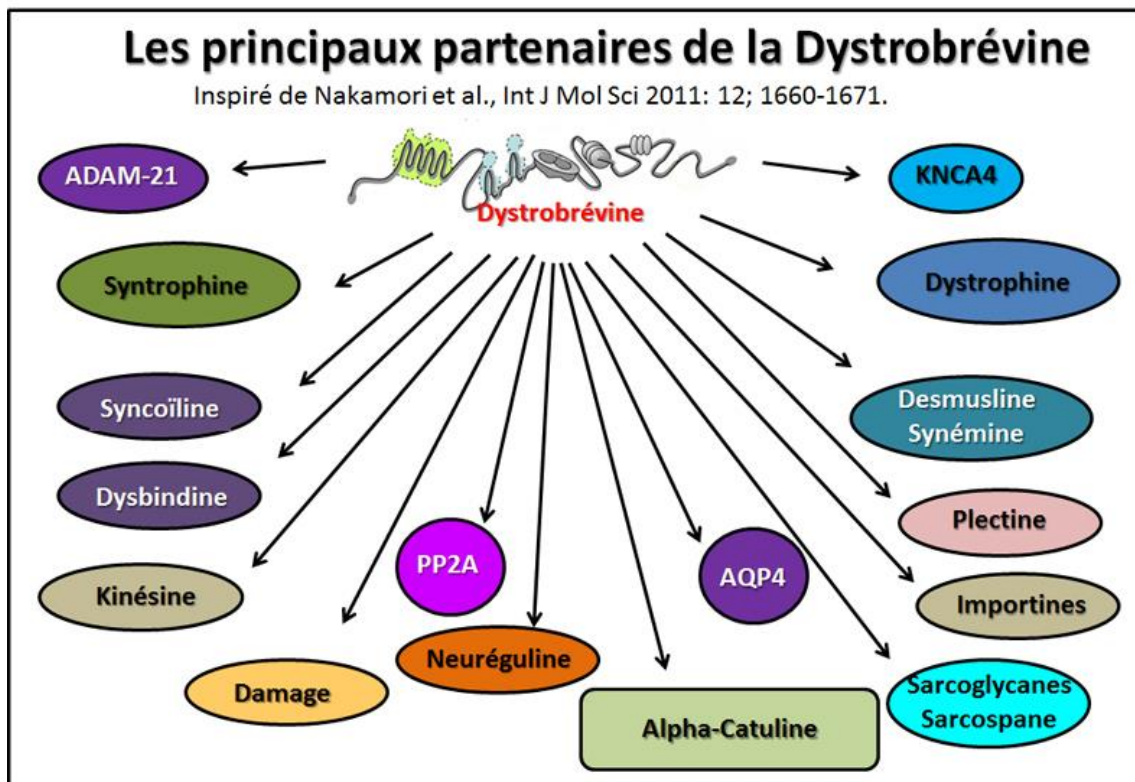 Les principaux partenaires de la Dystrobrévine
Inspiré de Nakamori et al., Int J Mol Sci 2011: 12; 1660-1671.
ADAM-21
KNCA4
Dystrobrévine
Syntrophine
Dystrophine
Syncoïline
Desmusline
Synémine
Dysbindine
Plectine
PP2A
AQP4
Kinésine
Importines
Neuréguline
Damage
Sarcoglycanes
Sarcospane
Alpha-Catuline